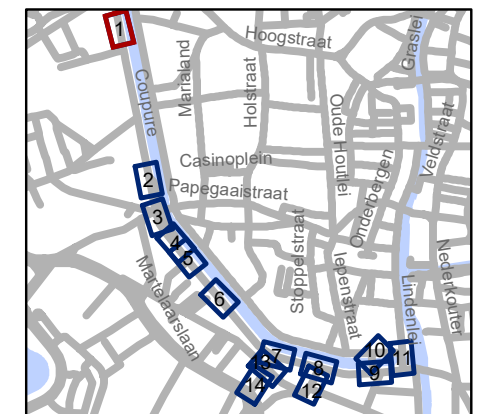 1
Hoogstraat
Graslei
Coupure
Marialand
Holstraat
Oude Houtlei
Veldstraat
Casinoplein
Papegaaistraat
Onderbergen
2
3
4
5
6
Martelaarslaan
Stoppelstraat
Iepenstraat
Lindenlei
Nederkouter
7
8
9
10
11
12
13
14